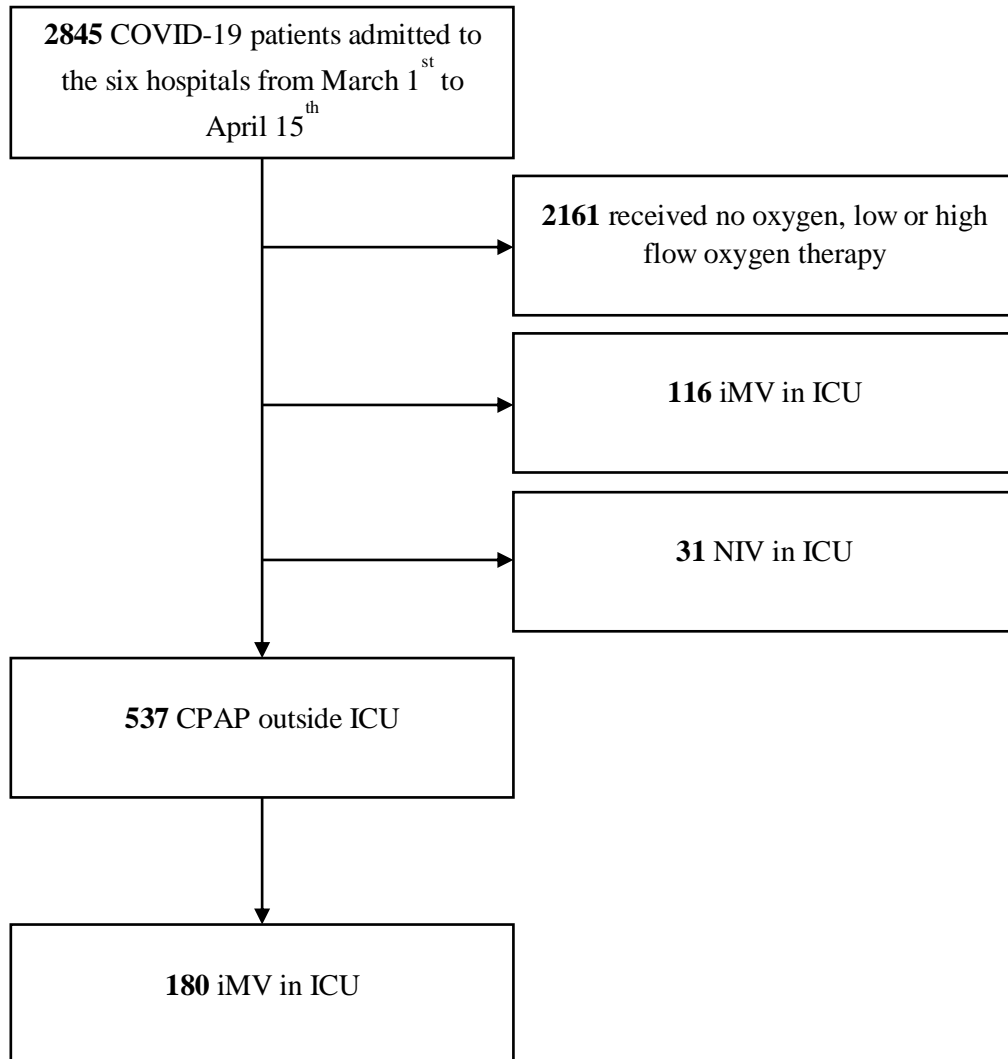 2845 COVID-19 patients admitted to
the six hospitals from March 1st to
April 15th
2161 received no oxygen, low or high
flow oxygen therapy
116 iMV in ICU
31 NIV in ICU
537 CPAP outside ICU
180 iMV in ICU